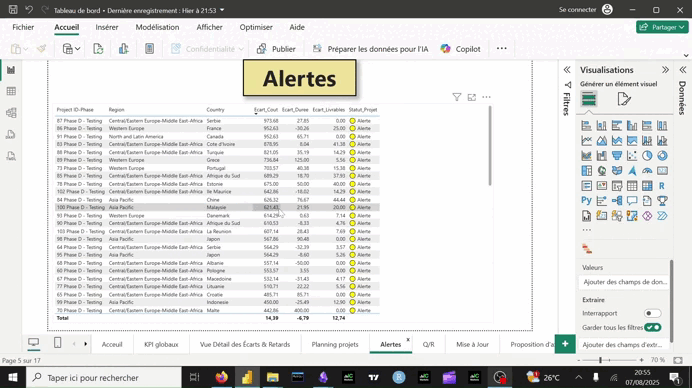 Tableau de bord • Dernière enregistrement : Hier à 21:53
Se connecter
Fichier Accueil Insérer Modélisation Afficher Optimiser Aide
Partager
Confidentialité
Publier
Préparer les données pour l'IA
Copilot
Alertes
Project ID-Phase Region Country Ecart_Cout Ecart_Duree Ecart_Livrables Statut_Projet
87 Phase D - Testing Central/Eastern Europe-Middle East-Africa Serbie 973,68 27,85 0,00 Alerte
86 Phase D - Testing Western Europe France 952,63 -30,26 25,00 Alerte
91 Phase D - Testing North and Latin America Canada 952,63 65,71 0,00 Alerte
83 Phase D - Testing Central/Eastern Europe-Middle East-Africa Cote d'Ivoire 878,95 8,04 41,38 Alerte
88 Phase D - Testing Central/Eastern Europe-Middle East-Africa Turquie 821,05 35,19 14,29 Alerte
89 Phase D - Testing Western Europe Grece 736,84 125,00 5,56 Alerte
73 Phase D - Testing Western Europe Portugal 703,57 40,38 15,38 Alerte
85 Phase D - Testing Central/Eastern Europe-Middle East-Africa Afrique du Sud 689,29 18,70 37,93 Alerte
78 Phase D - Testing Central/Eastern Europe-Middle East-Africa Estonie 675,00 50,00 40,00 Alerte
102 Phase D - Testing Central/Eastern Europe-Middle East-Africa Ile Maurice 642,86 -18,02 14,29 Alerte
84 Phase D - Testing Asia Pacific Chine 626,32 76,67 44,44 Alerte
100 Phase D - Testing Asia Pacific Malaysie 621,43 21,95 20,00 Alerte
93 Phase D - Testing Western Europe Danemark 614,29 0,63 7,14 Alerte
90 Phase D - Testing Central/Eastern Europe-Middle East-Africa Afrique du Sud 610,53 -8,33 4,76 Alerte
103 Phase D - Testing Central/Eastern Europe-Middle East-Africa La Reunion 607,14 28,43 7,69 Alerte
98 Phase D - Testing Asia Pacific Japon 567,86 90,48 0,00 Alerte
64 Phase D - Testing Central/Eastern Europe-Middle East-Africa Serbie 564,29 -32,39 3,57 Alerte
95 Phase D - Testing Asia Pacific Japon 564,29 -8,60 5,26 Alerte
68 Phase D - Testing Central/Eastern Europe-Middle East-Africa Albanie 557,14 -50,00 0,00 Alerte
60 Phase D - Testing Central/Eastern Europe-Middle East-Africa Pologne 553,57 3,55 0,00 Alerte
67 Phase D - Testing Central/Eastern Europe-Middle East-Africa Macedoine 532,14 -31,43 4,17 Alerte
77 Phase D - Testing Central/Eastern Europe-Middle East-Africa Lituanie 510,71 22,22 5,56 Alerte
65 Phase D - Testing Central/Eastern Europe-Middle East-Africa Croatie 485,71 85,71 0,00 Alerte
99 Phase D - Testing Asia Pacific Indonesie 450,00 -25,49 12,90 Alerte
70 Phase D - Testing Central/Eastern Europe-Middle East-Africa Malte 442,86 400,00 0,00 Alerte
Total 14,39 -6,79 12,74
Filtres
Visualisations
Générer un élément visuel
Données
Valeurs
Ajouter des champs de don...
Extraire
Interrapport
Garder tous les filtres
Ajouter des champs d'extr...
Acceuil KPI globaux Vue Détail des Écarts & Retards Planning projets Alertes Q/R Mise à Jour
Page 5 sur 17
70 %
Taper ici pour rechercher
26°C
20:55
07/08/2025